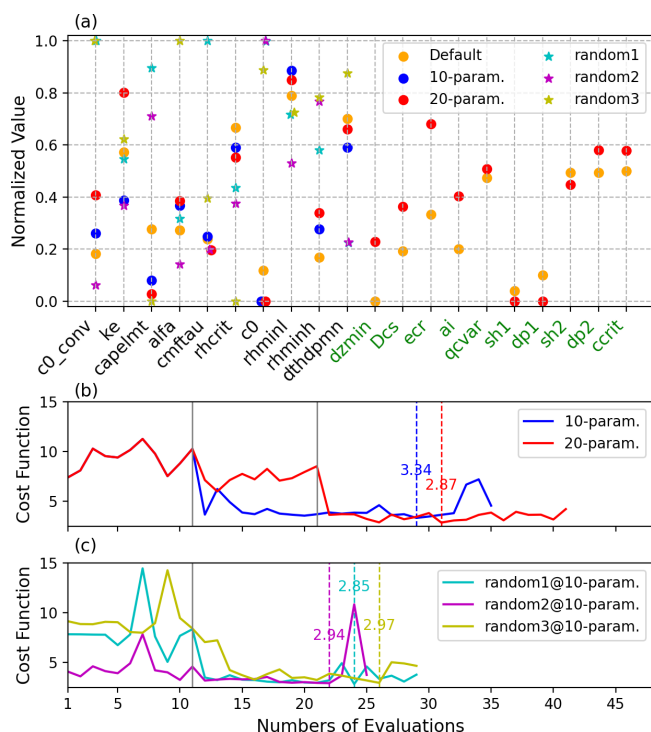 (a)
1.0
0.8
0.6
0.4
0.2
0.0
Normalized Value
Default
10-param.
20-param.
random1
random2
random3
c0_conv
ke
capelmt
alfa
cmftau
rhcrit
c0
rhminl
rhminh
dthdpmn
dzmin
Dcs
ecr
ai
qcvar
sh1
dp1
sh2
dp2
ccrit
(b)
15
10
5
Cost Function
3.34
2.87
10-param.
20-param.
(c)
15
10
5
Cost Function
2.94
2.85
2.97
random1@10-param.
random2@10-param.
random3@10-param.
1
5
10
15
20
25
30
35
40
45
Numbers of Evaluations